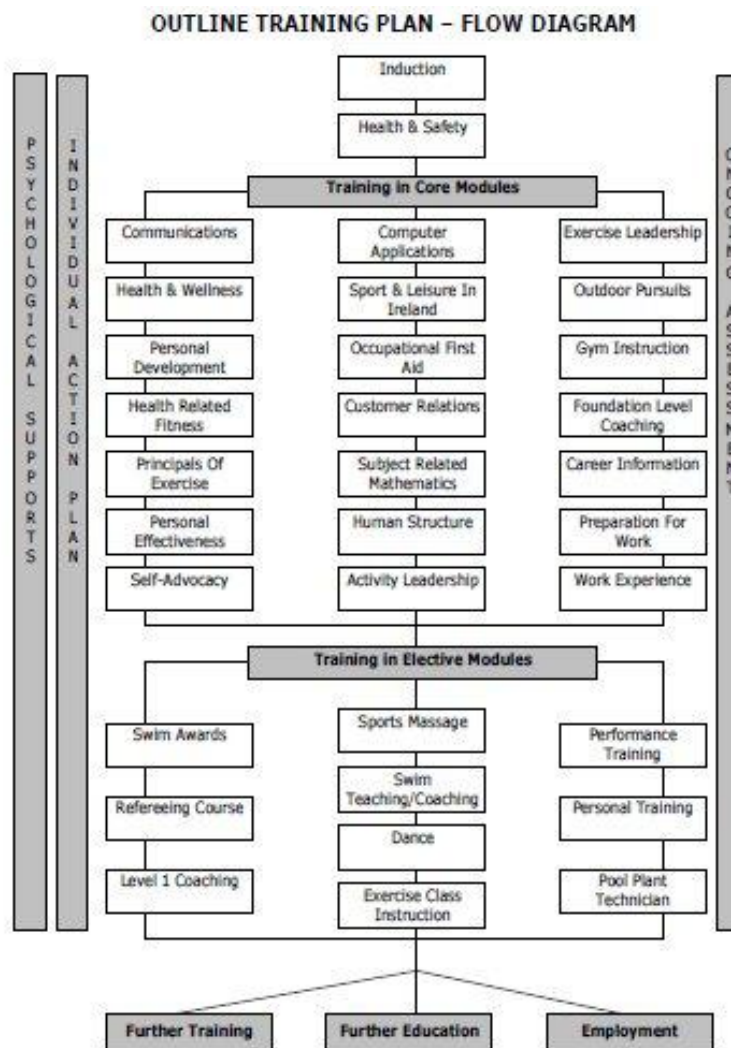 OUTLINE TRAINING PLAN – FLOW DIAGRAM
PSYCHOLOGICAL SUPPORTS
INDIVIDUAL ACTION PLAN
Induction
Health & Safety
Training in Core Modules
Communications
Health & Wellness
Personal
Development
Health Related
Fitness
Principals Of
Exercise
Personal
Effectiveness
Self-Advocacy
Computer
Applications
Sport & Leisure In
Ireland
Occupational First
Aid
Customer Relations
Subject Related
Mathematics
Human Structure
Activity Leadership
Exercise Leadership
Outdoor Pursuits
Gym Instruction
Foundation Level
Coaching
Career Information
Preparation For
Work
Work Experience
Training in Elective Modules
Swim Awards
Refereeing Course
Level 1 Coaching
Sports Massage
Swim
Teaching/Coaching
Dance
Exercise Class
Instruction
Performance
Training
Personal Training
Pool Plant
Technician
ONGOING ASSESSMENT
Further Training
Further Education
Employment